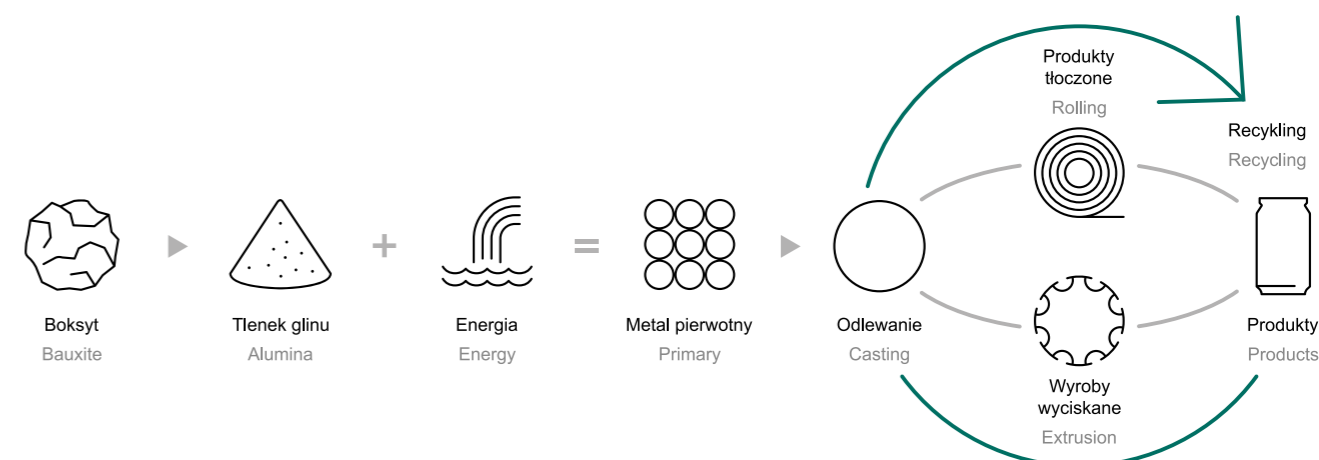 Boksyt
Bauxite
Tlenek glinu
Alumina
Energia
Energy
Metal pierwotny
Primary
Odlewanie
Casting
Produkty
tłoczone
Rolling
Wyroby
wyciskane
Extrusion
Recykling
Recycling
Produkty
Products